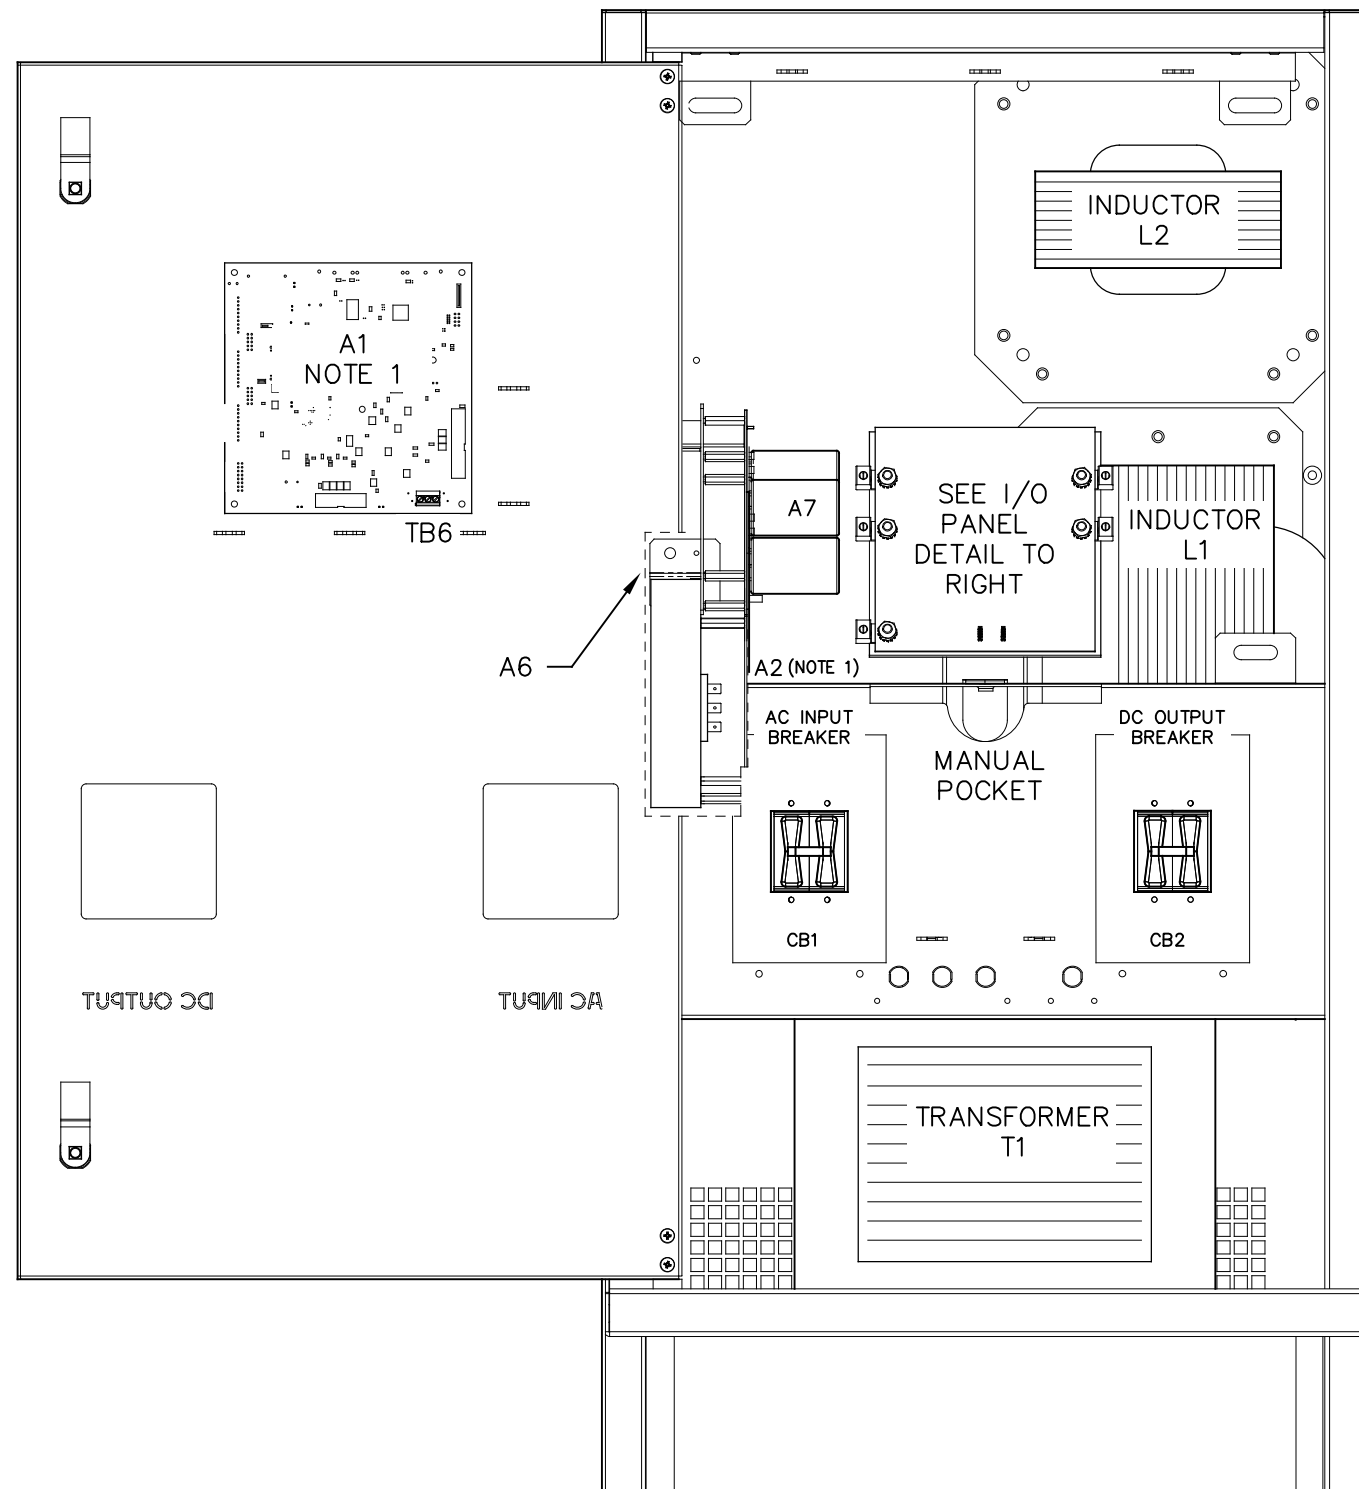 INDUCTOR
L2
A1
NOTE 1
TB6
A7
SEE I/O
PANEL
DETAIL TO
RIGHT
INDUCTOR
L1
A6
A2 (NOTE 1)
AC INPUT
BREAKER
MANUAL
POCKET
DC OUTPUT
BREAKER
CB1
CB2
DC OUTPUT
AC INPUT
TRANSFORMER
T1